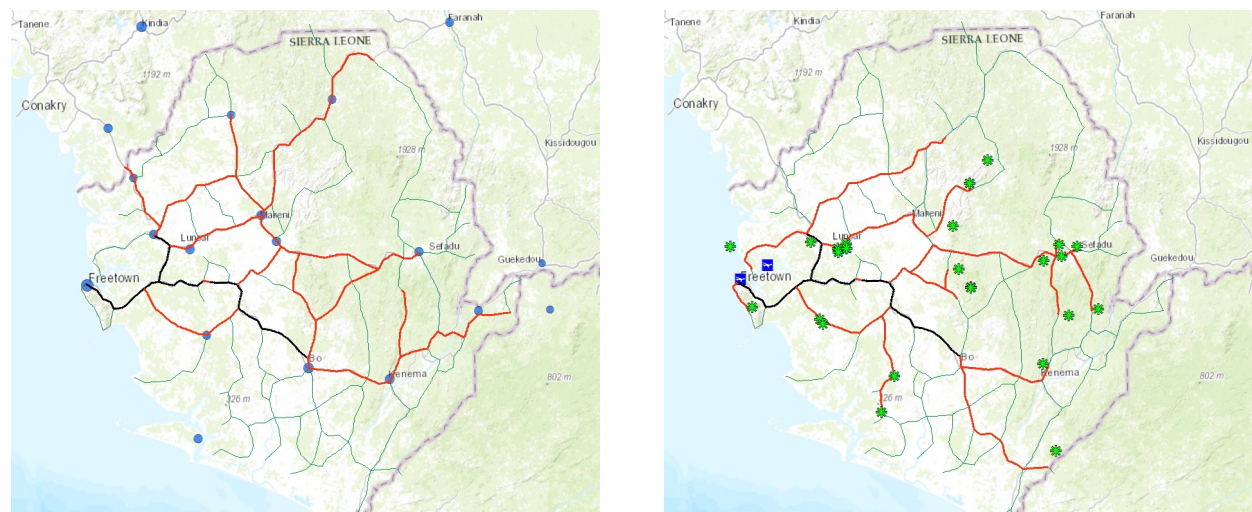 Tanene
Kindia
Faranah
SIERRA LEONE
1192 m
Conakry
Kissidougou
1928 m
Makeni
Lunsar
Sefadu
Guekedou
Freetown
Bo
Kenema
802 m
326 m
Tanene
Kindia
Faranah
SIERRA LEONE
1192 m
Conakry
Kissidougou
1928 m
Makeni
Lunsar
Sefadu
Guekedou
Freetown
Bo
Kenema
802 m
326 m